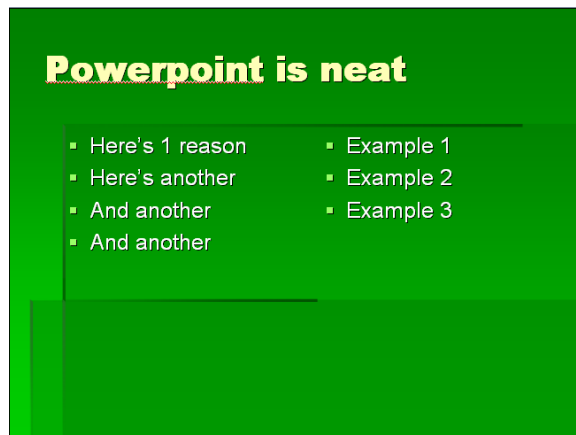 Powerpoint is neat
Here's 1 reason
Here's another
And another
And another
Example 1
Example 2
Example 3